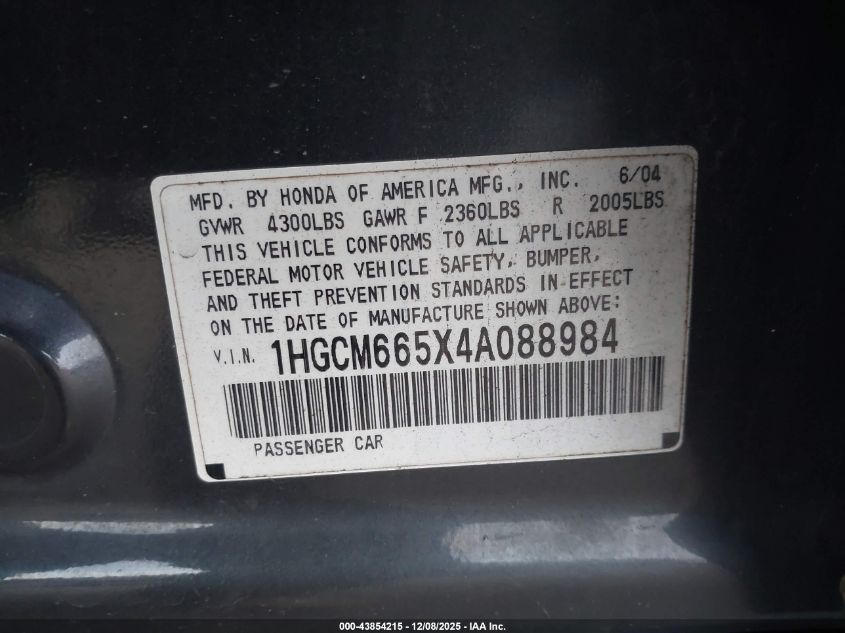 MFD. BY HONDA OF AMERICA MFG., INC. 6/04
GVWR 4300LBS GAWR F 2360LBS R 2005LBS
THIS VEHICLE CONFORMS TO ALL APPLICABLE
FEDERAL MOTOR VEHICLE SAFETY, BUMPER,
AND THEFT PREVENTION STANDARDS IN EFFECT
ON THE DATE OF MANUFACTURE SHOWN ABOVE:
V.I.N. 1HGCM665X4A088984
PASSENGER CAR
000-43854215 - 12/08/2025 - IAA Inc.